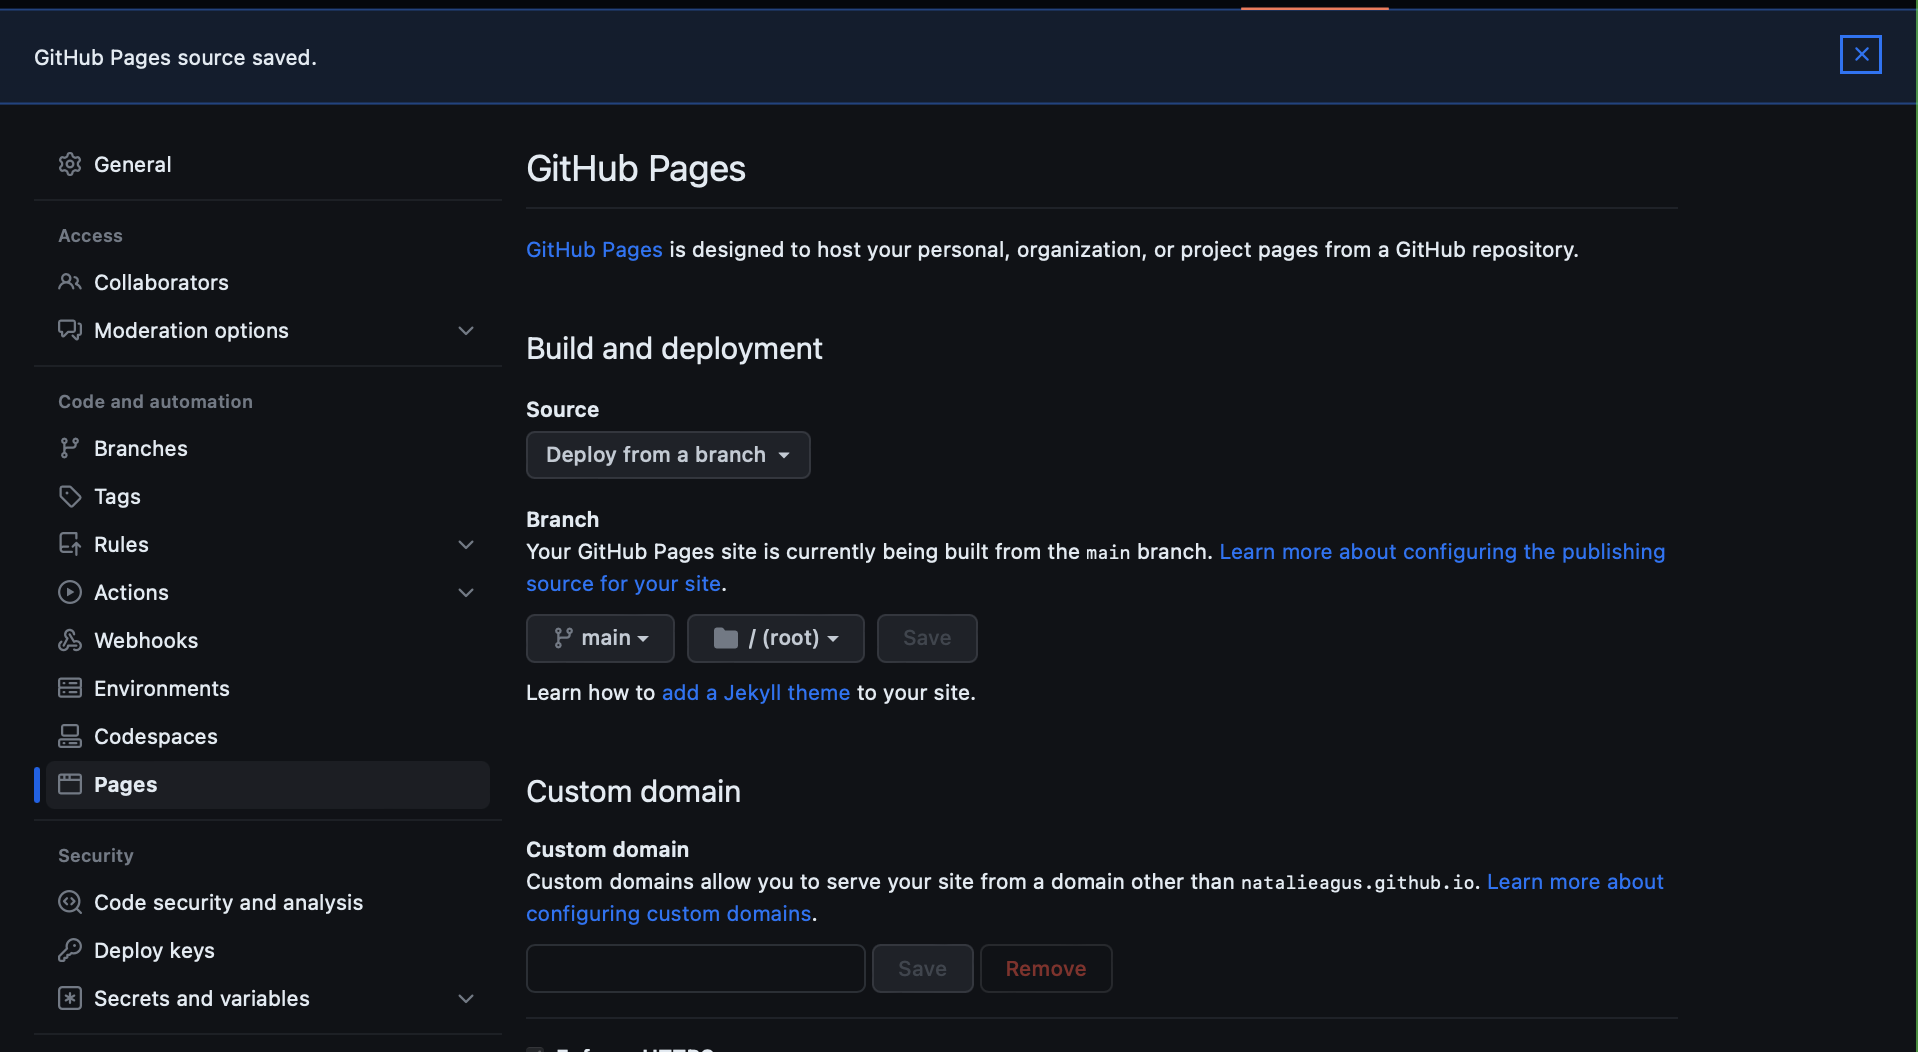 GitHub Pages source saved.
General
Access
Collaborators
Moderation options
Code and automation
Branches
Tags
Rules
Actions
Webhooks
Environments
Codespaces
Pages
Security
Code security and analysis
Deploy keys
Secrets and variables
GitHub Pages
GitHub Pages is designed to host your personal, organization, or project pages from a GitHub repository.
Build and deployment
Source
Deploy from a branch
Branch
Your GitHub Pages site is currently being built from the main branch. Learn more about configuring the publishing
source for your site.
main / (root) Save
Learn how to add a Jekyll theme to your site.
Custom domain
Custom domain
Custom domains allow you to serve your site from a domain other than natalieagus.github.io. Learn more about
configuring custom domains.
Save Remove